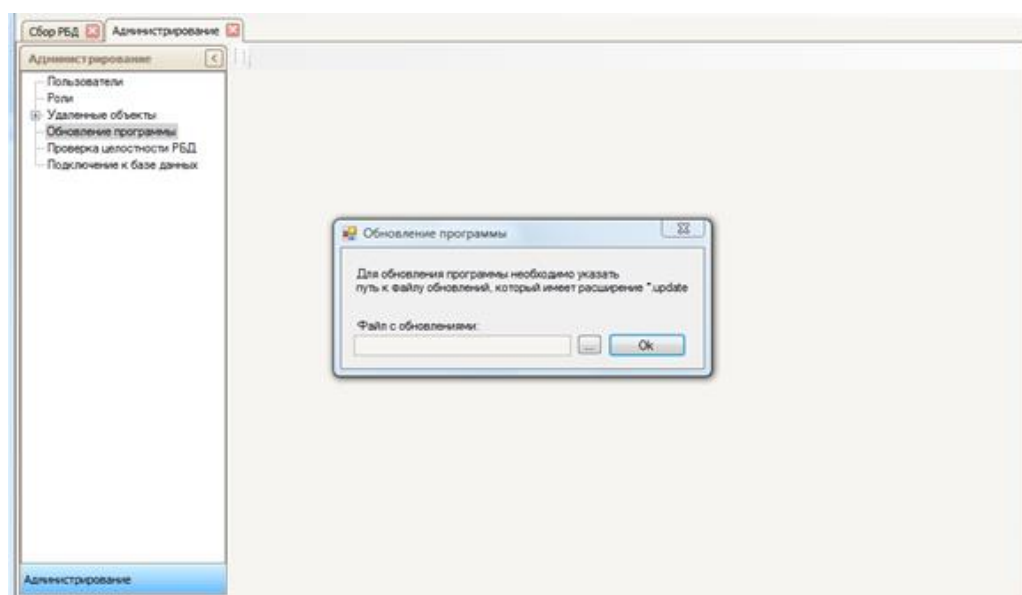 Сбор РБД
Администрирование
Администрирование
Пользователи
Роли
Удаленные объекты
Обновление программы
Проверка целостности РБД
Подключение к базе данных
Обновление программы
Для обновления программы необходимо указать
путь к файлу обновлений, который имеет расширение *.update
Файл с обновлениями:
...
Ok
Администрирование